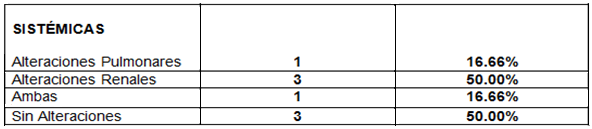 SISTÉMICAS
Alteraciones Pulmonares 1 16.66%
Alteraciones Renales 3 50.00%
Ambas 1 16.66%
Sin Alteraciones 3 50.00%